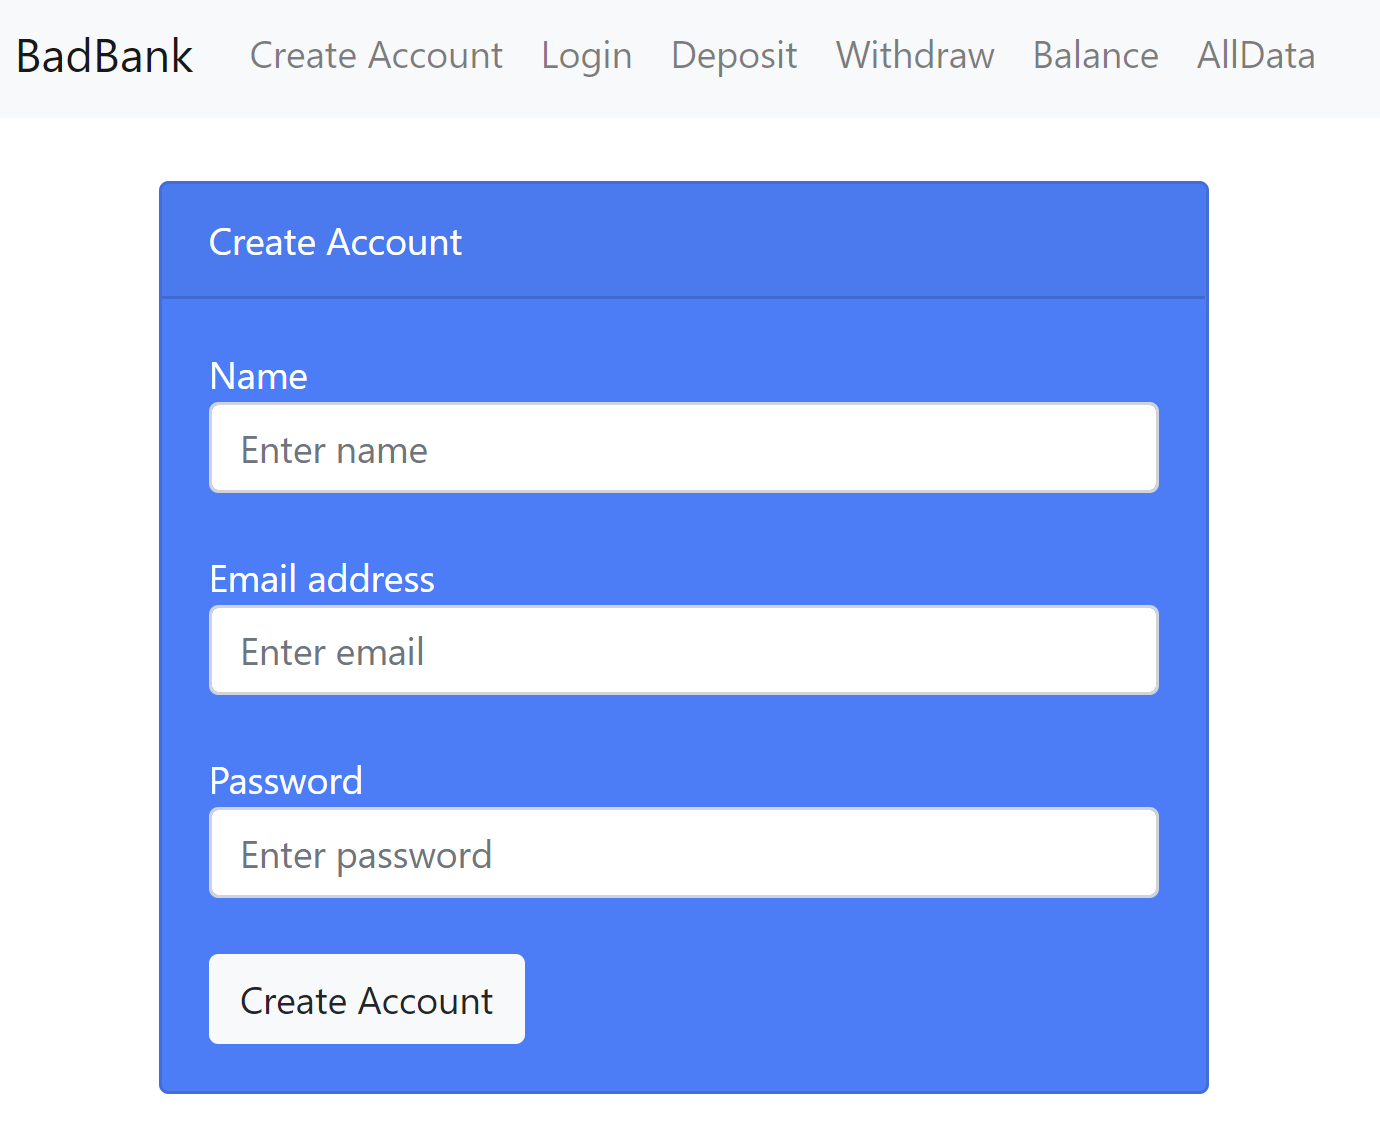 BadBank Create Account Login Deposit Withdraw Balance AllData
Create Account
Name
Enter name
Email address
Enter email
Password
Enter password
Create Account